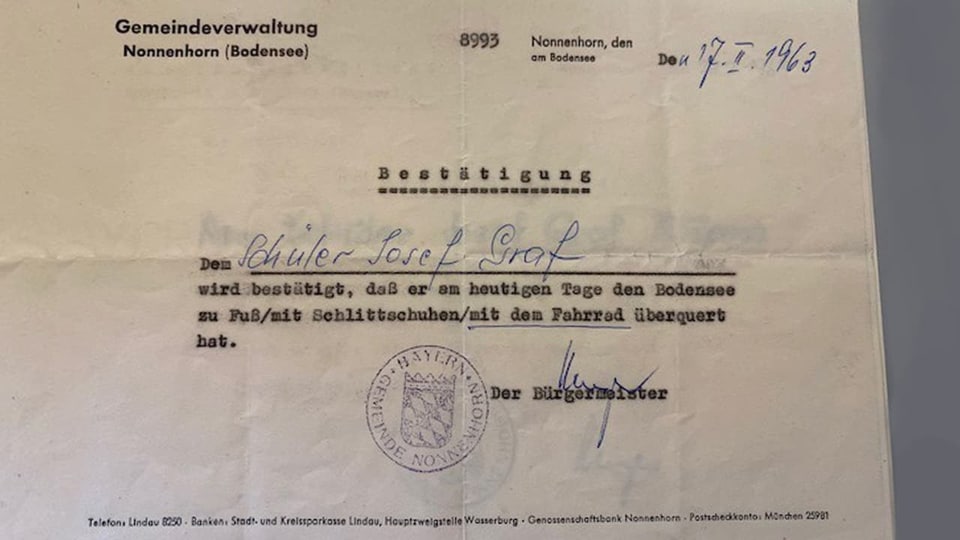 Gemeindeverwaltung
Nonnenhorn (Bodensee)
8993 Nonnenhorn, den
am Bodensee
Den 17. II. 1963
Bestätigung
Dem Schüler Josef Graf
wird bestätigt, daß er am heutigen Tage den Bodensee
zu Fuß/mit Schlittschuhen/mit dem Fahrrad überquert
hat.
BAYERN
GEMEINDE NONNENHORN
Der Bürgermeister
Telefon: Lindau 8250 - Banken: Stadt- und Kreissparkasse Lindau, Hauptzweigstelle Wasserburg - Genossenschaftsbank Nonnenhorn - Postscheckkonto: München 25981